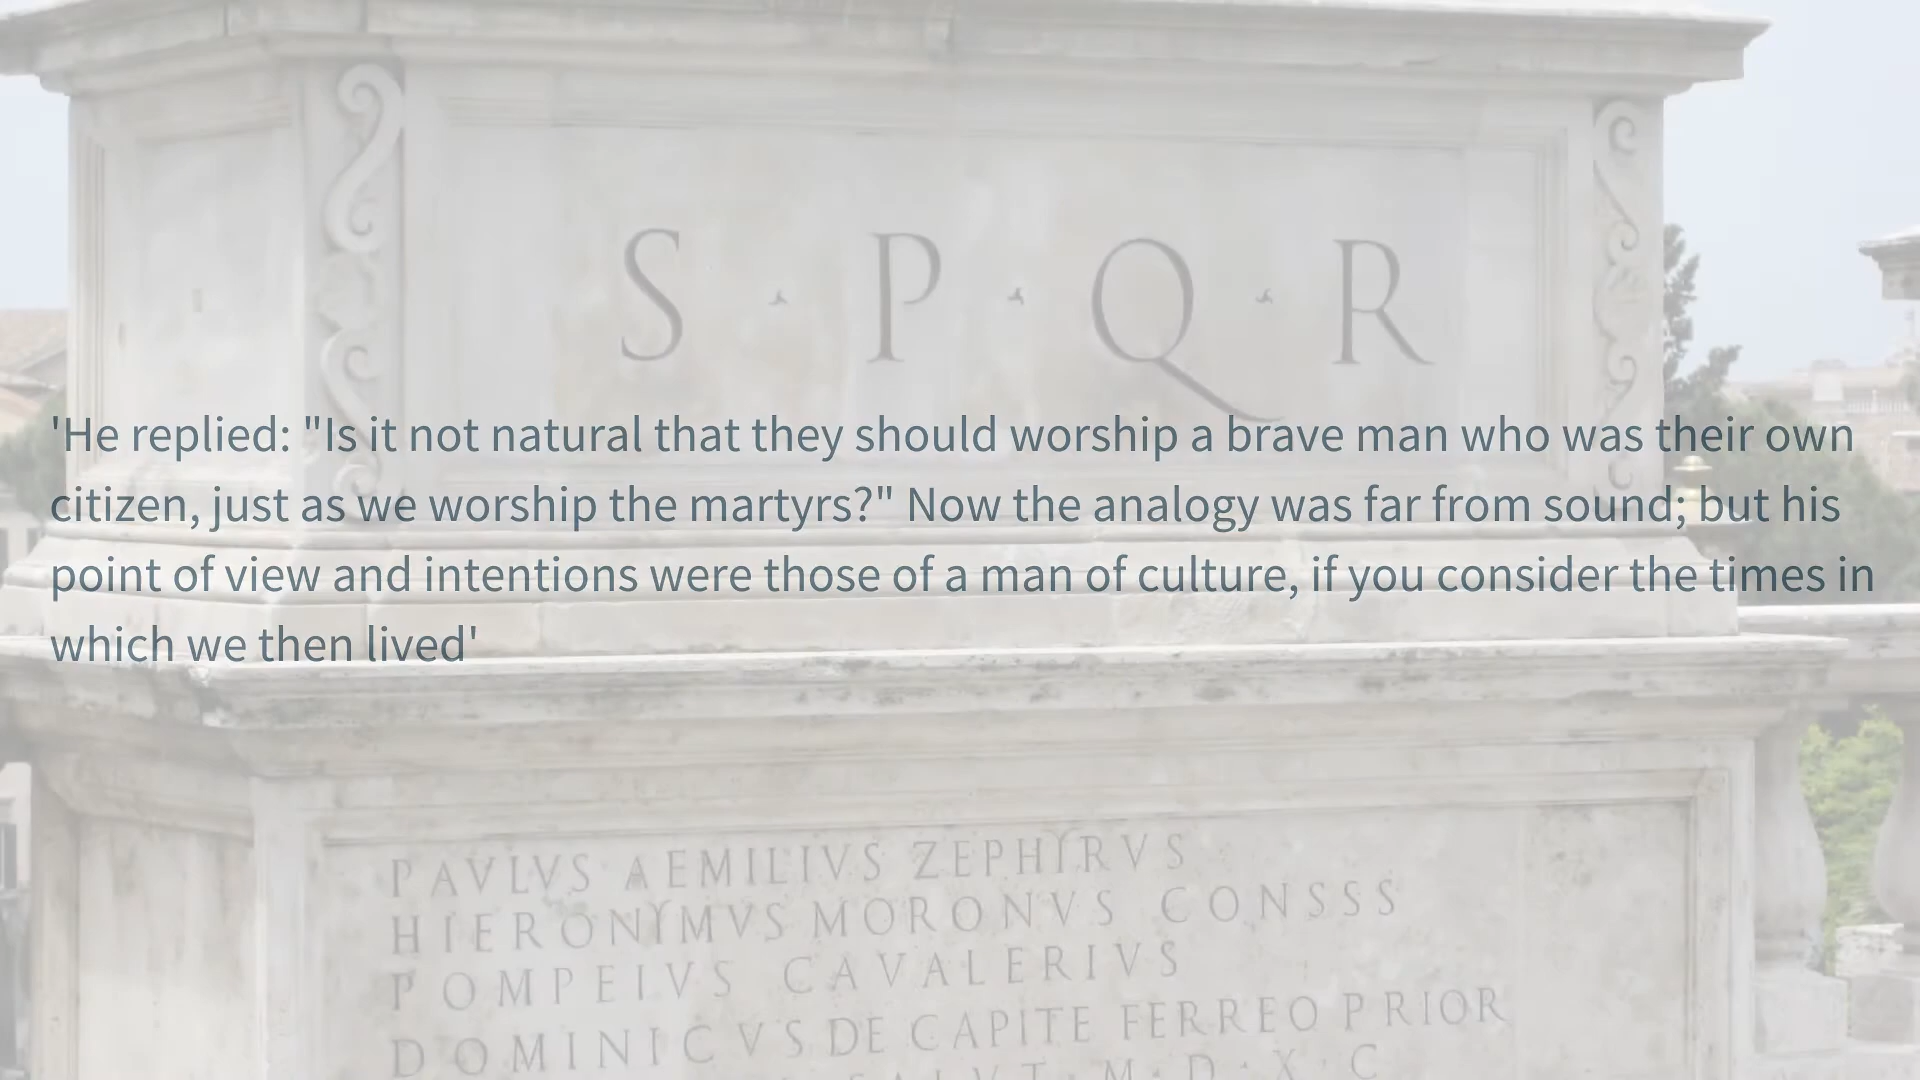 S · P · Q · R
'He replied: "Is it not natural that they should worship a brave man who was their own
citizen, just as we worship the martyrs?" Now the analogy was far from sound; but his
point of view and intentions were those of a man of culture, if you consider the times in
which we then lived'
PAVLVS AEMILIVS ZEPHYRVS
HIERONYMVS MORONVS CONSSS
POMPEIVS CAVALERIVS
DOMINICVS DE CAPITE FERREO PRIOR
M · D · X · C